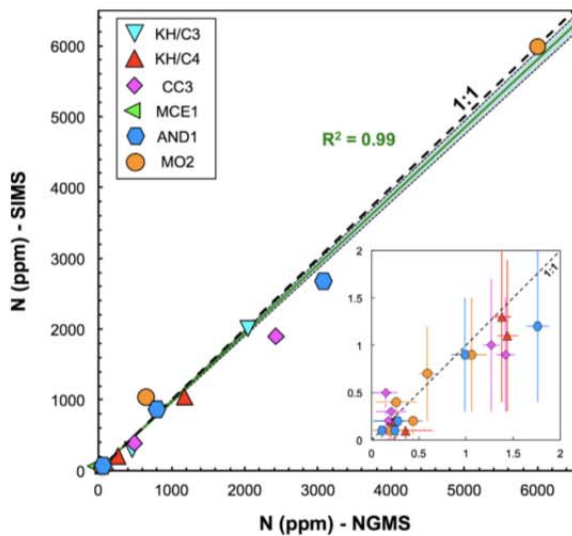 6000
5000
4000
3000
2000
1000
0
N (ppm) - SIMS
KH/C3
KH/C4
CC3
MCE1
AND1
MO2
1:1
R² = 0.99
2
1.5
1
0.5
0
1:1
0
0.5
1
1.5
2
0
1000
2000
3000
4000
5000
6000
N (ppm) - NGMS